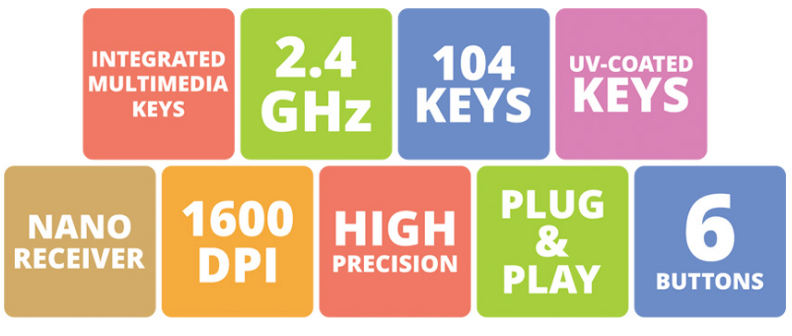 INTEGRATED
MULTIMEDIA
KEYS
2.4
GHz
104
KEYS
UV-COATED
KEYS
NANO
RECEIVER
1600
DPI
HIGH
PRECISION
PLUG
&
PLAY
6
BUTTONS